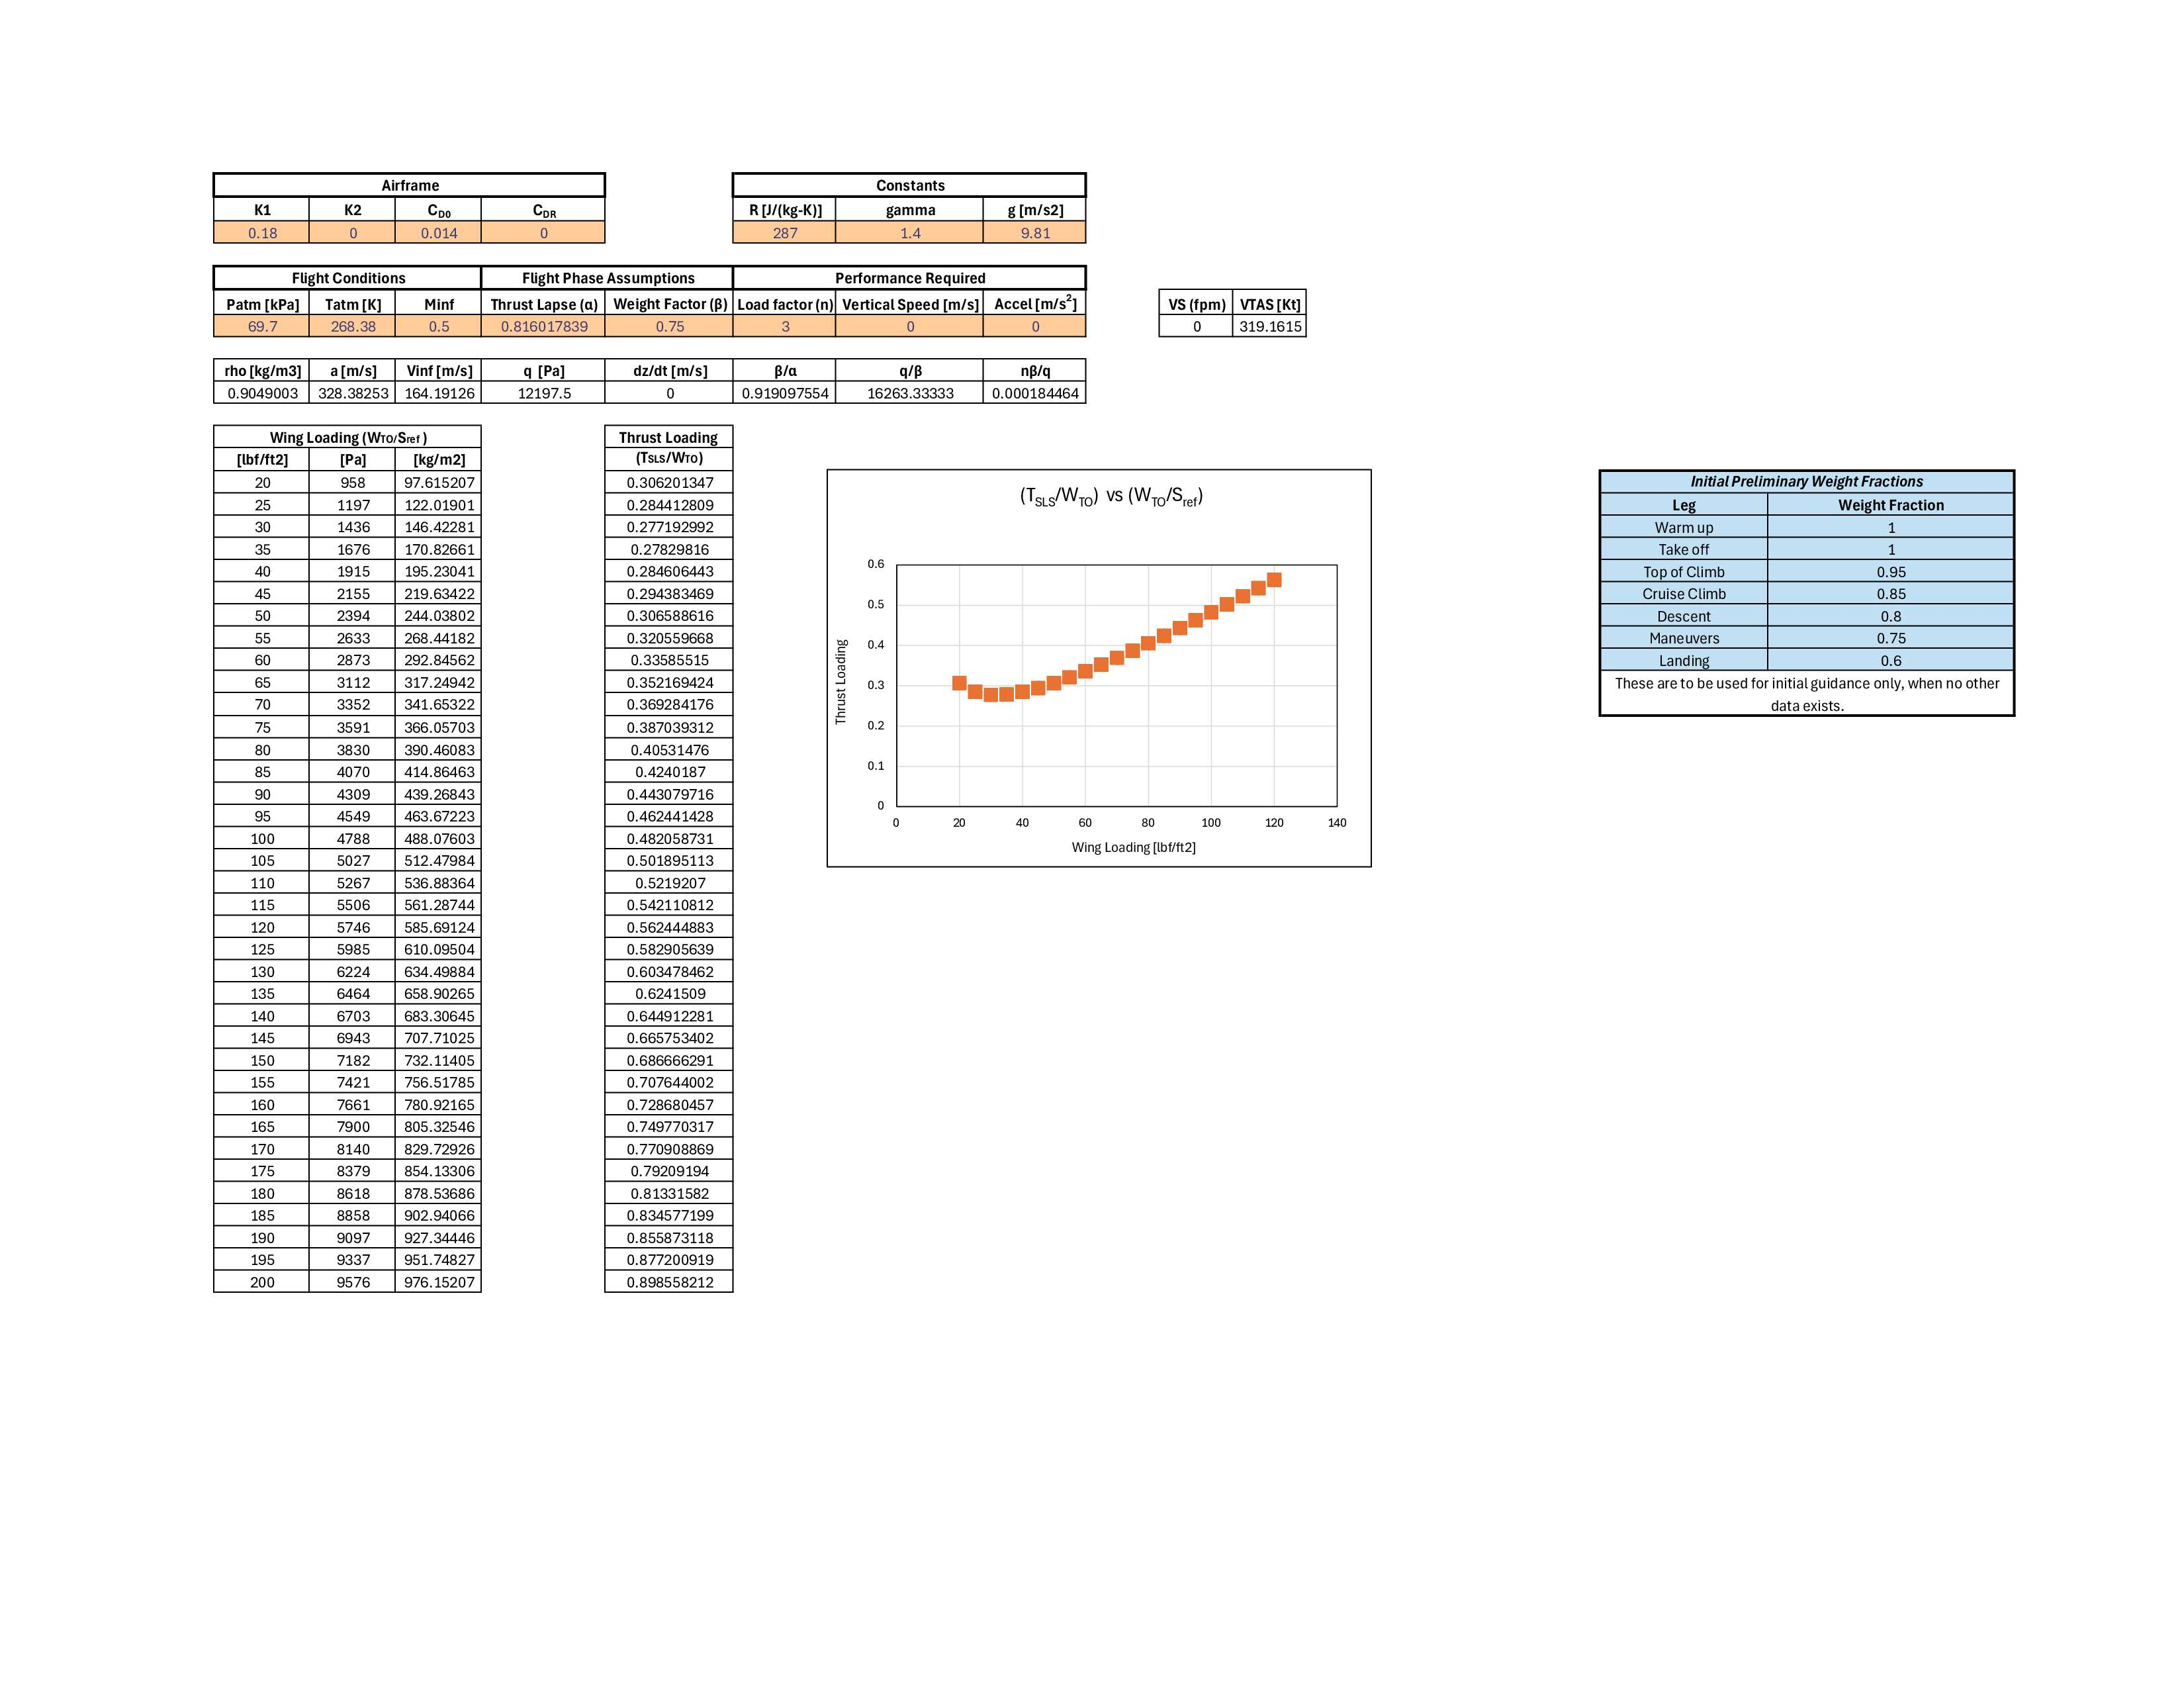 Airframe
K1 K2 CD0 CDR
0.18 0 0.014 0
Constants
R [J/(kg-K)] gamma g [m/s2]
287 1.4 9.81
Flight Conditions Flight Phase Assumptions Performance Required
Patm [kPa] Tatm [K] Minf Thrust Lapse (α) Weight Factor (β) Load factor (n) Vertical Speed [m/s] Accel [m/s2]
69.7 268.38 0.5 0.816017839 0.75 3 0 0
VS (fpm) VTAS [Kt]
0 319.1615
rho [kg/m3] a [m/s] Vinf [m/s] q [Pa] dz/dt [m/s] β/α q/β nβ/q
0.9049003 328.38253 164.19126 12197.5 0 0.919097554 16263.33333 0.000184464
Wing Loading (WTO/Sref ) Thrust Loading
[lbf/ft2] [Pa] [kg/m2] (TSLS/WTO)
20 958 97.615207 0.306201347
25 1197 122.01901 0.284412809
30 1436 146.42281 0.277192992
35 1676 170.82661 0.27829816
40 1915 195.23041 0.284606443
45 2155 219.63422 0.294383469
50 2394 244.03802 0.306588616
55 2633 268.44182 0.320559668
60 2873 292.84562 0.33585515
65 3112 317.24942 0.352169424
70 3352 341.65322 0.369284176
75 3591 366.05703 0.387039312
80 3830 390.46083 0.40531476
85 4070 414.86463 0.4240187
90 4309 439.26843 0.443079716
95 4549 463.67223 0.462441428
100 4788 488.07603 0.482058731
105 5027 512.47984 0.501895113
110 5267 536.88364 0.5219207
115 5506 561.28744 0.542110812
120 5746 585.69124 0.562444883
125 5985 610.09504 0.582905639
130 6224 634.49884 0.603478462
135 6464 658.90265 0.6241509
140 6703 683.30645 0.644912281
145 6943 707.71025 0.665753402
150 7182 732.11405 0.686666291
155 7421 756.51785 0.707644002
160 7661 780.92165 0.728680457
165 7900 805.32546 0.749770317
170 8140 829.72926 0.770908869
175 8379 854.13306 0.79209194
180 8618 878.53686 0.81331582
185 8858 902.94066 0.834577199
190 9097 927.34446 0.855873118
195 9337 951.74827 0.877200919
200 9576 976.15207 0.898558212
(TSLS/WTO) vs (WTO/Sref)
Thrust Loading
0.6
0.5
0.4
0.3
0.2
0.1
0
0 20 40 60 80 100 120 140
Wing Loading [lbf/ft2]
Initial Preliminary Weight Fractions
Leg Weight Fraction
Warm up 1
Take off 1
Top of Climb 0.95
Cruise Climb 0.85
Descent 0.8
Maneuvers 0.75
Landing 0.6
These are to be used for initial guidance only, when no other
data exists.